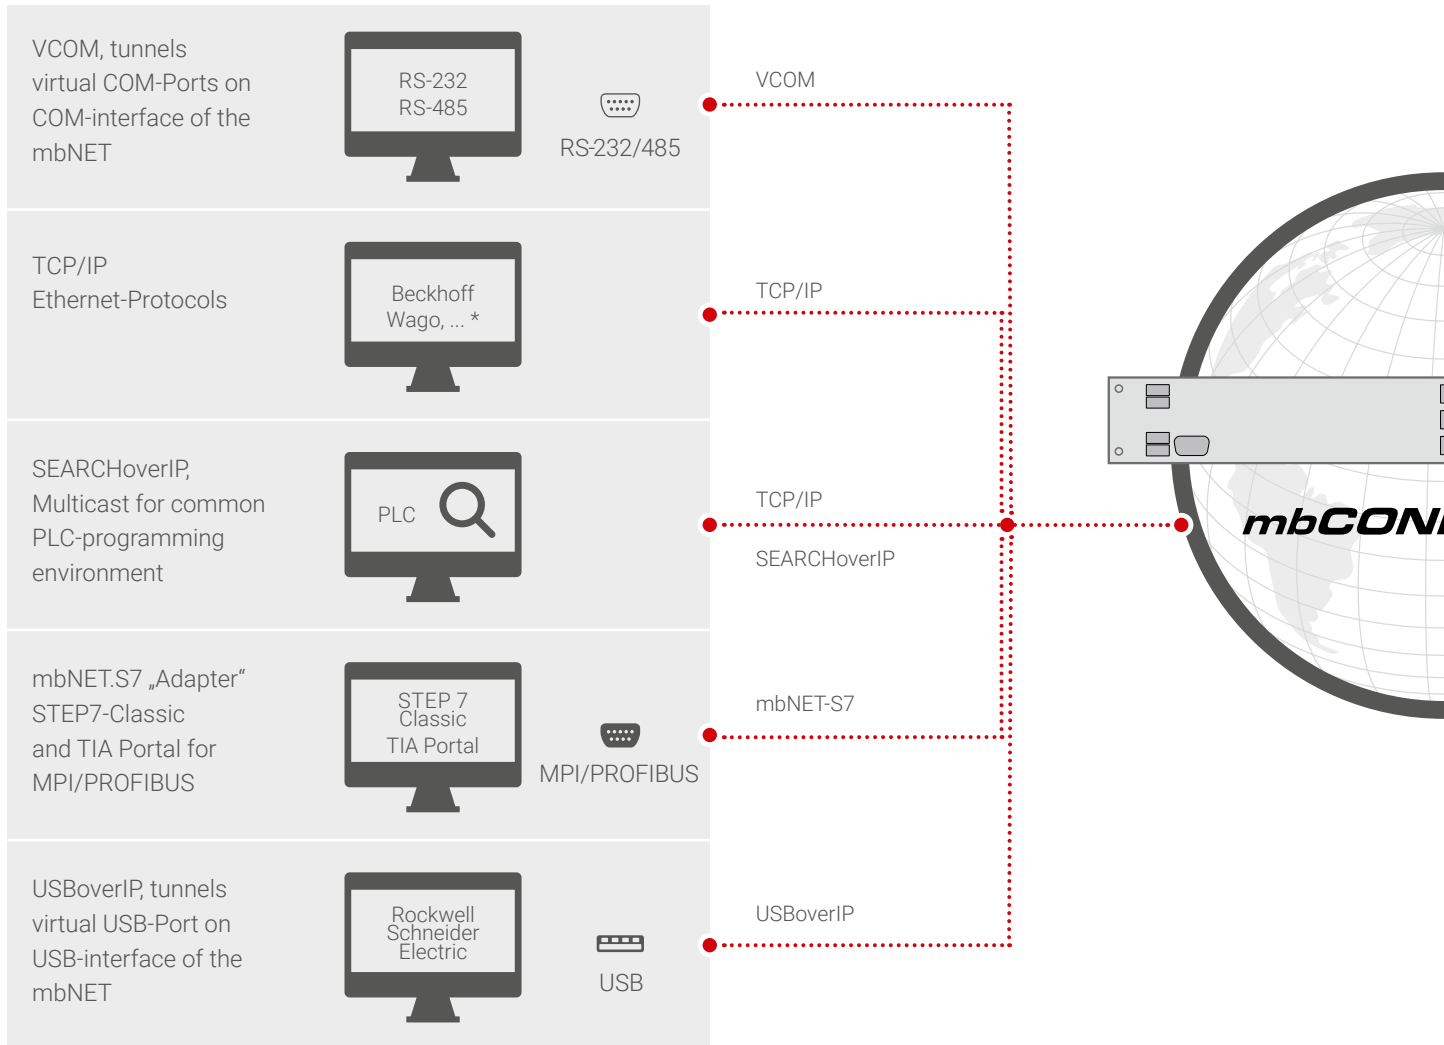 VCOM, tunnels
virtual COM-Ports on
COM-interface of the
mbNET
RS-232
RS-485
RS-232/485
VCOM
TCP/IP
Ethernet-Protocols
Beckhoff
Wago, ... *
TCP/IP
SEARCHoverIP,
Multicast for common
PLC-programming
environment
PLC
TCP/IP
SEARCHoverIP
mbCON
mbNET.S7 „Adapter“
STEP7-Classic
and TIA Portal for
MPI/PROFIBUS
STEP 7
Classic
TIA Portal
MPI/PROFIBUS
mbNET-S7
USBoverIP, tunnels
virtual USB-Port on
USB-interface of the
mbNET
Rockwell
Schneider
Electric
USB
USBoverIP